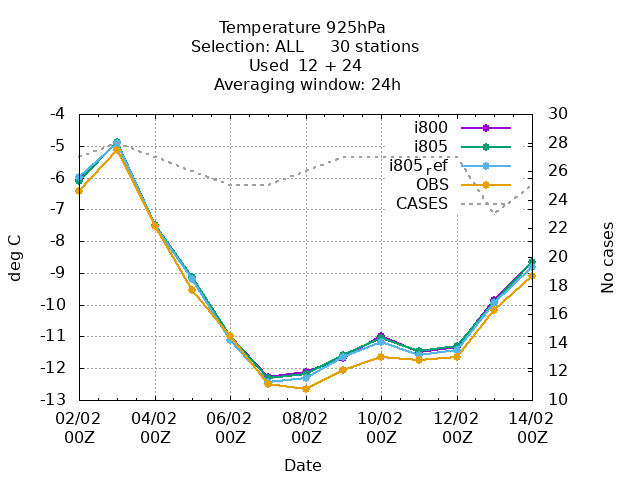 Temperature 925hPa
Selection: ALL 30 stations
Used 12 + 24
Averaging window: 24h
-4 30
i800
-5 28
i805
i805ref
-6 26
OBS
-7 24
CASES
-8 22
-9 20
-10 18
-11 16
-12 14
-13 12
10
deg C
No cases
02/02 04/02 06/02 08/02 10/02 12/02 14/02
00Z 00Z 00Z 00Z 00Z 00Z 00Z
Date